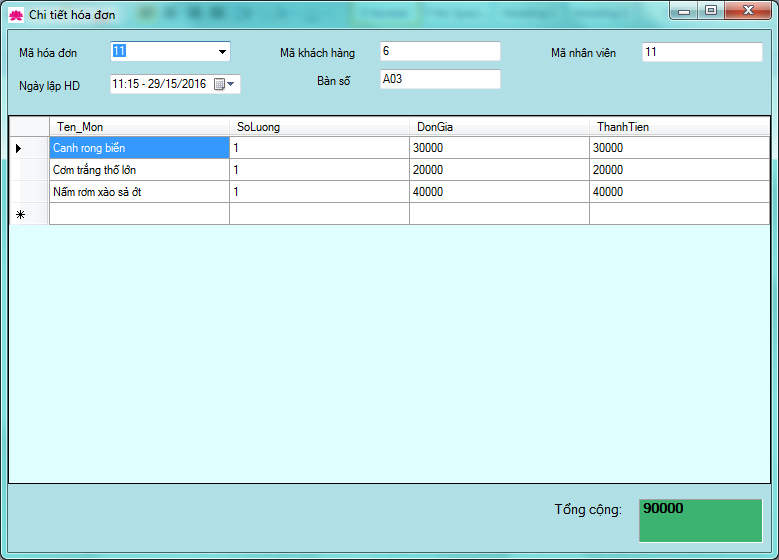 Chi tiết hóa đơn
Mã hóa đơn 11 Mã khách hàng 6 Mã nhân viên 11
Ngày lập HD 11:15 - 29/15/2016 Bàn số A03
Ten_Mon SoLuong DonGia ThanhTien
Canh rong biển 1 30000 30000
Cơm trắng thố lớn 1 20000 20000
Nấm rơm xào sả ớt 1 40000 40000
Tổng cộng: 90000